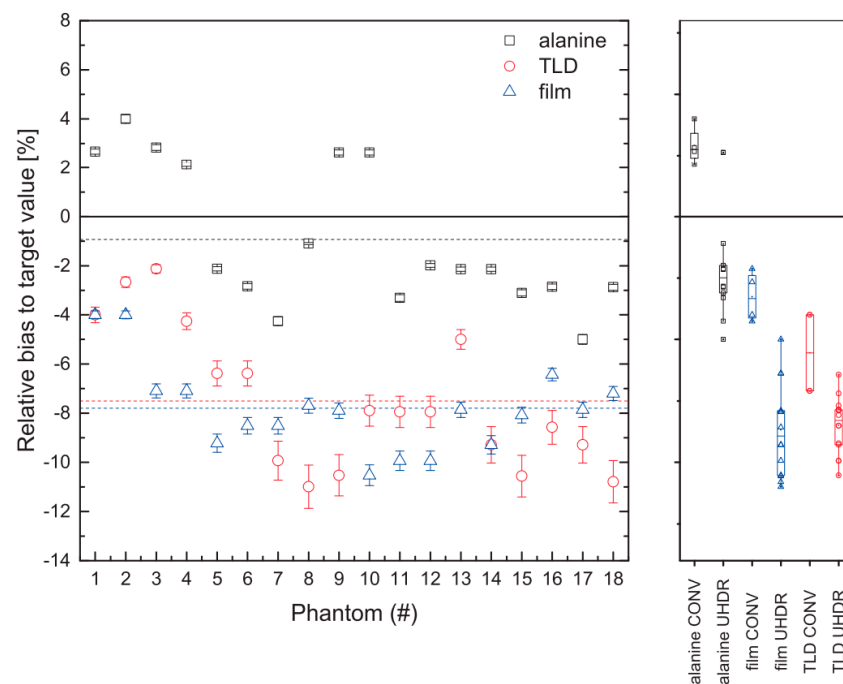 Relative bias to target value [%]
8
6
4
2
0
-2
-4
-6
-8
-10
-12
-14
alanine
TLD
film
1 2 3 4 5 6 7 8 9 10 11 12 13 14 15 16 17 18
Phantom (#)
alanine CONV
alanine UHDR
film CONV
film UHDR
TLD CONV
TLD UHDR